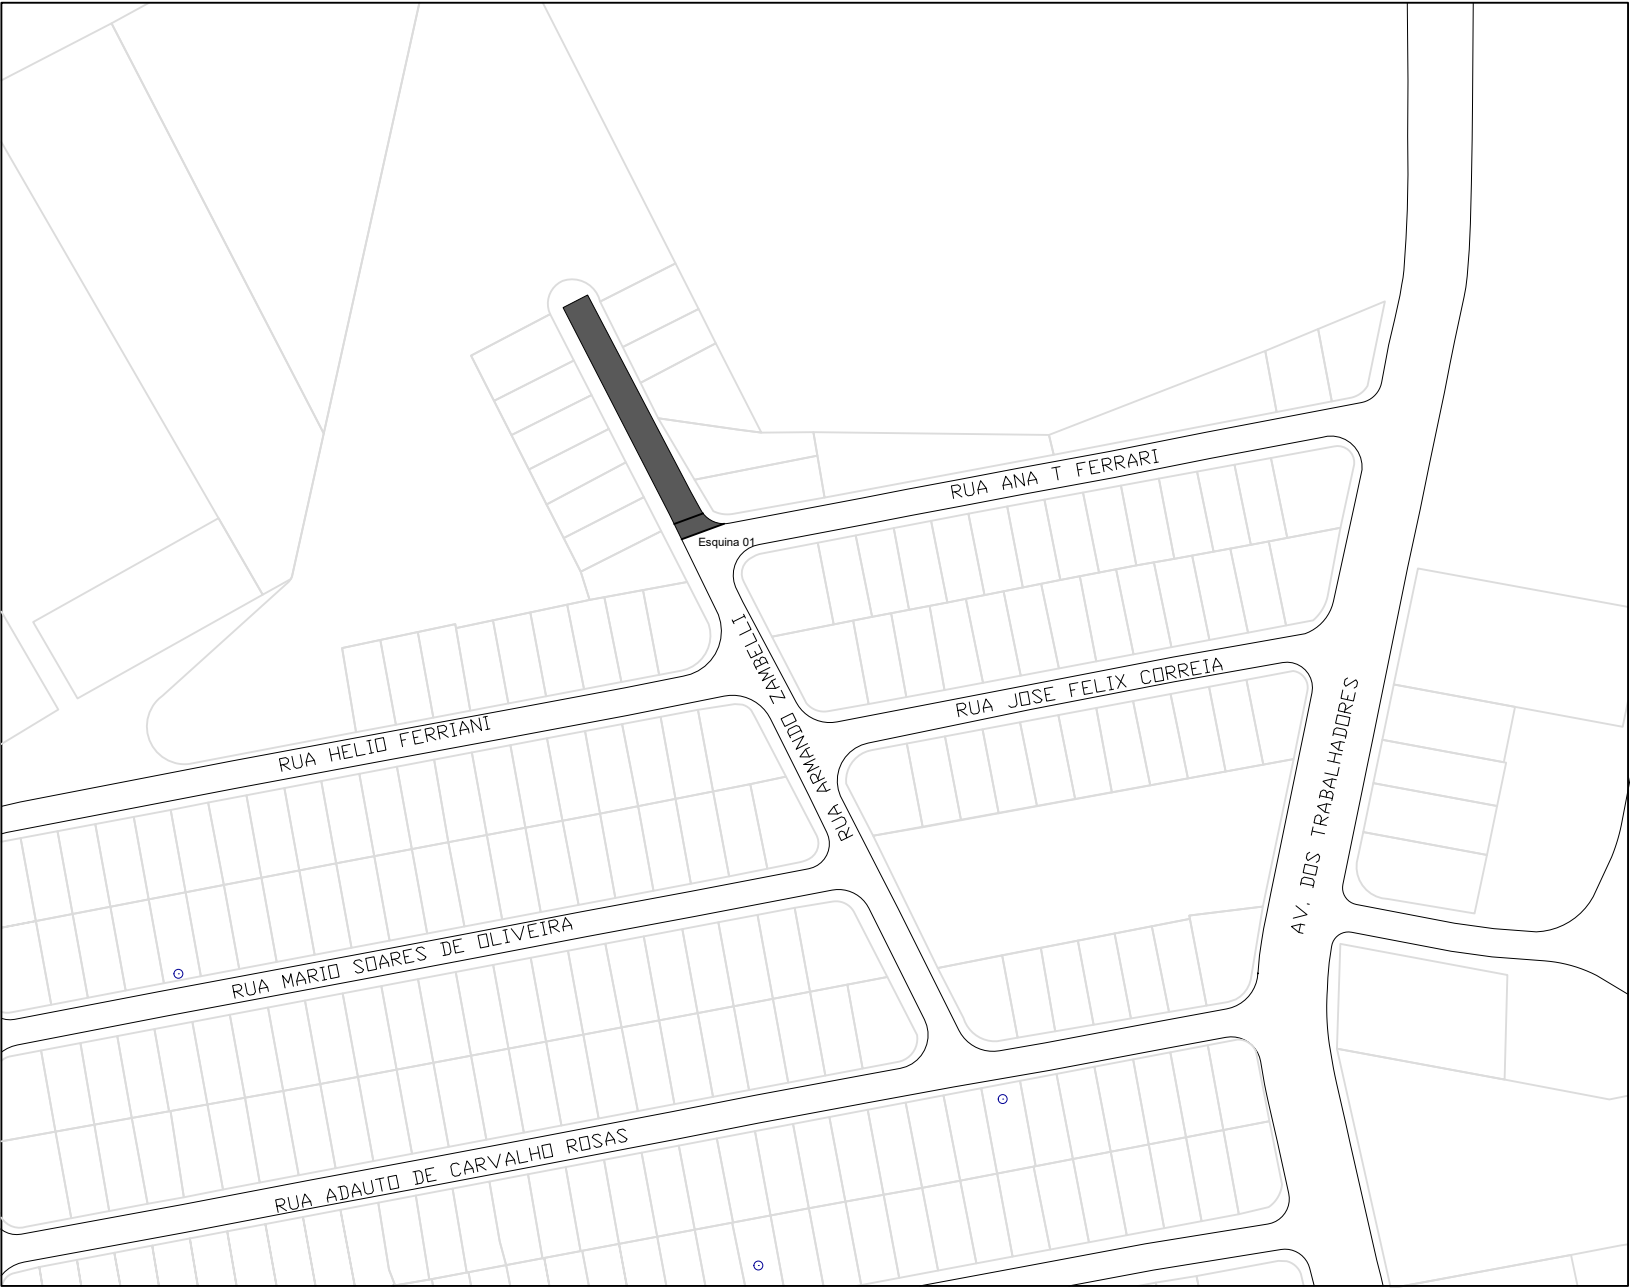 RUA ANA T FERRARI
Esquina 01
RUA ARMANDO ZAMBELLI
RUA JOSE FELIX CORREIA
AV. DOS TRABALHADORES
RUA HELIO FERRIANI
RUA MARIO SOARES DE OLIVEIRA
RUA ADAUTO DE CARVALHO ROSAS